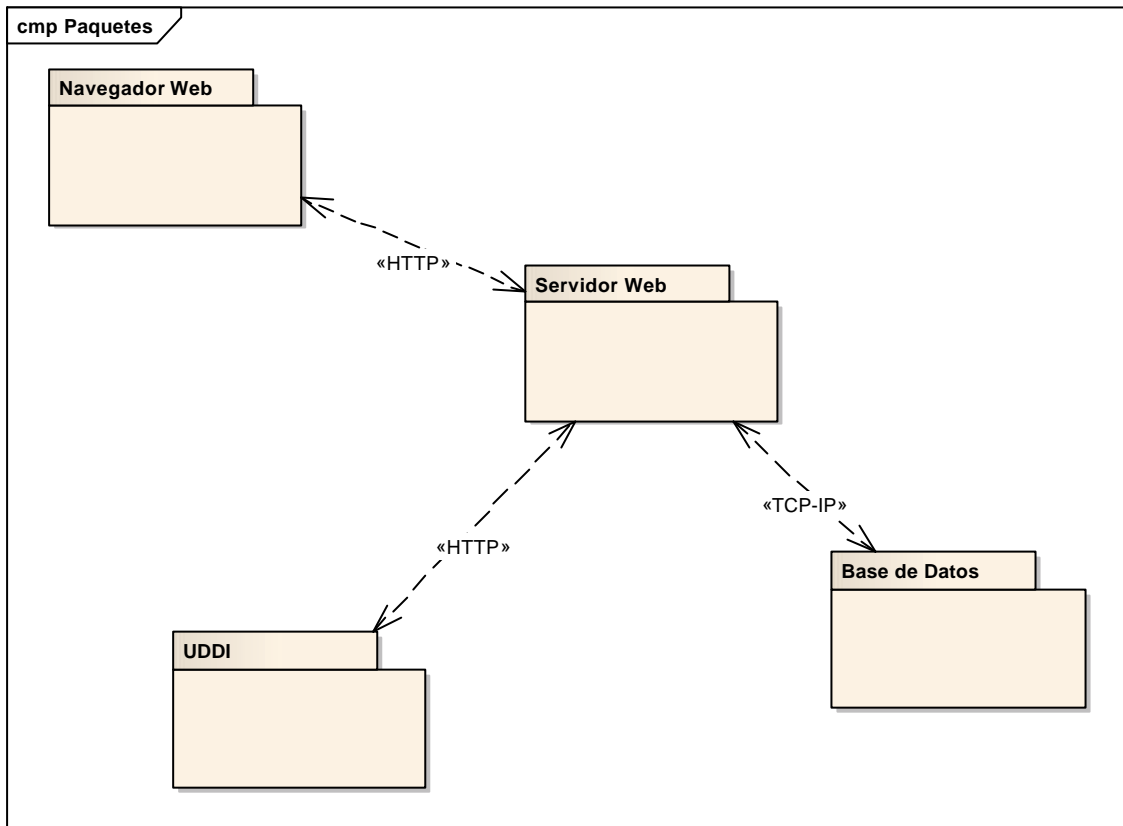 cmp Paquetes
Navegador Web
«HTTP»
Servidor Web
«TCP-IP»
«HTTP»
Base de Datos
UDDI